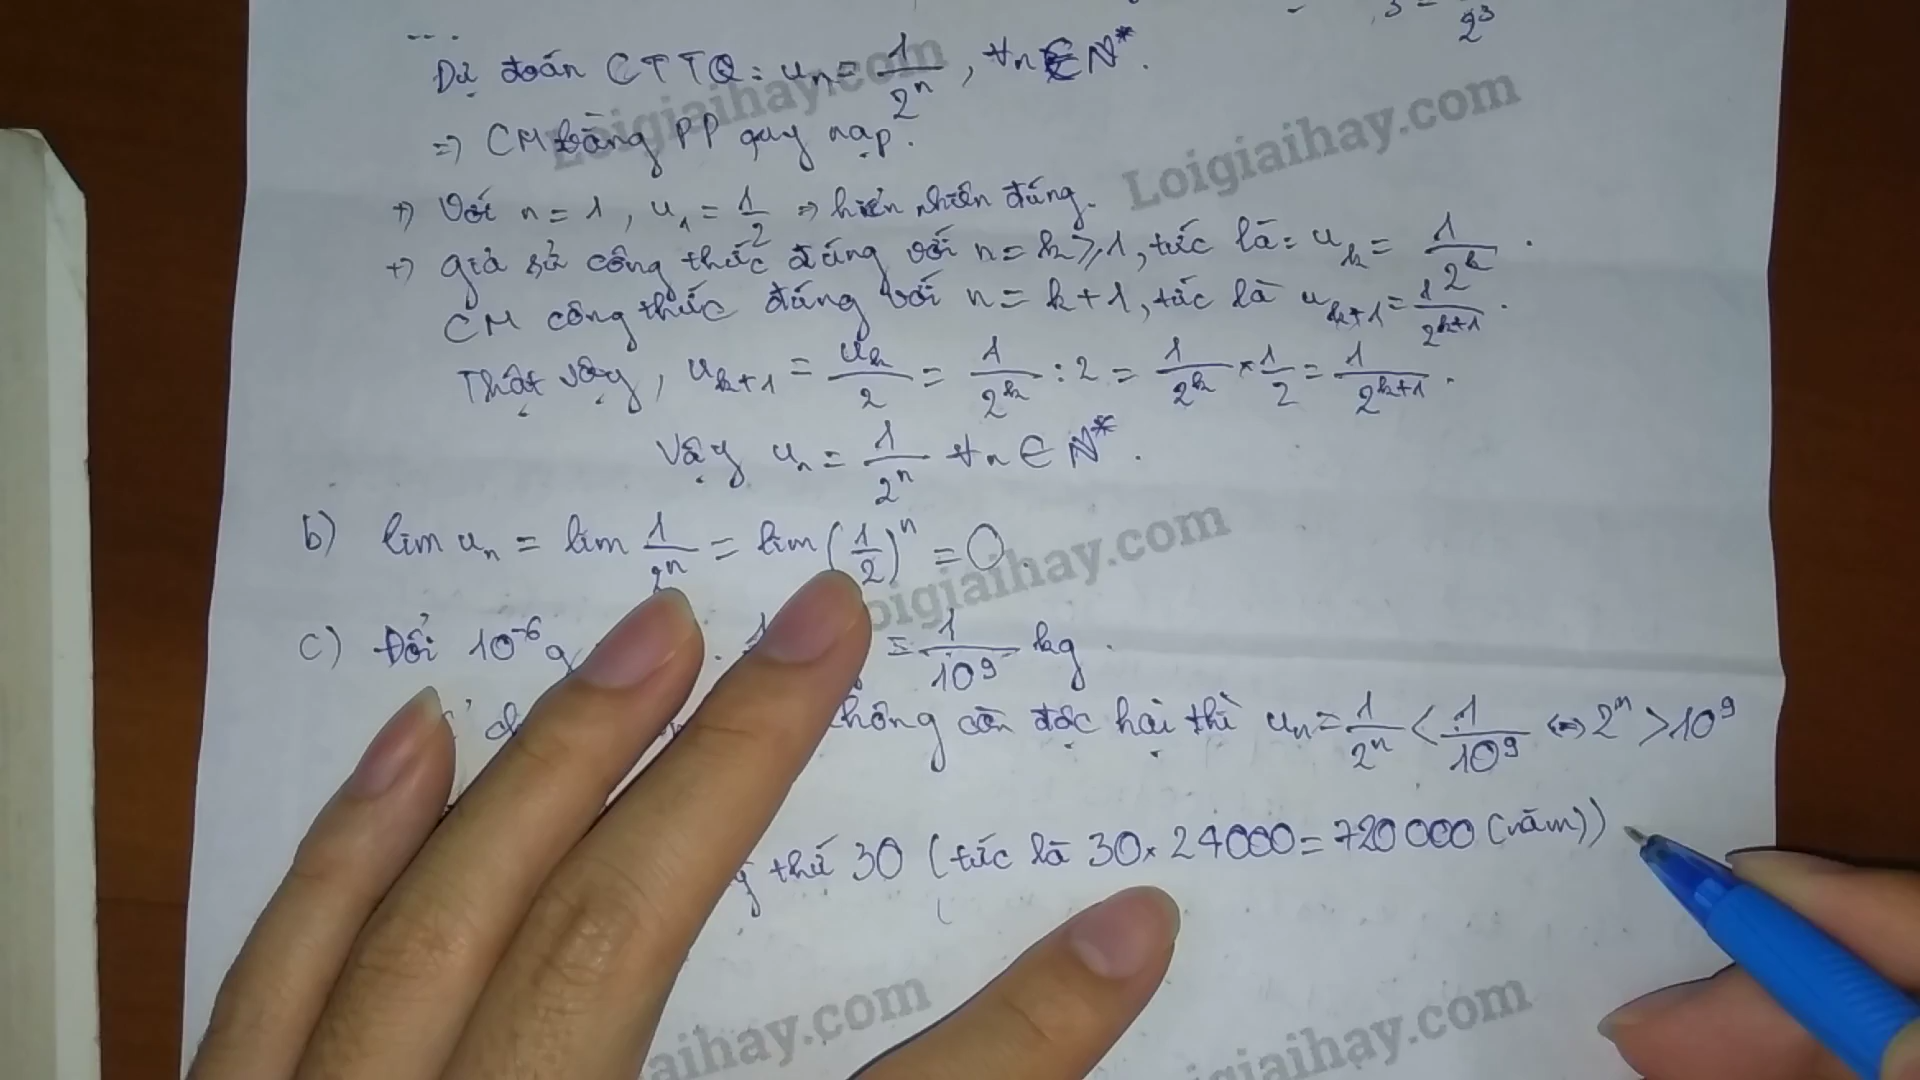 ....
Dự đoán CTTQ: uₙ = 1/2ⁿ, ∀n ∈ N*.
⇒ CM bằng PP quy nạp.
+) Với n = 1, u₁ = 1/2 ⇒ hiển nhiên đúng.
+) giả sử công thức đúng với n = k ≥ 1, tức là: uₖ = 1/2ᵏ.
CM công thức đúng với n = k+1, tức là uₖ₊₁ = 1/2ᵏ⁺¹.
Thật vậy, uₖ₊₁ = uₖ/2 = 1/2ᵏ : 2 = 1/2ᵏ × 1/2 = 1/2ᵏ⁺¹.
Vậy uₙ = 1/2ⁿ ∀n ∈ N*.
b) lim uₙ = lim 1/2ⁿ = lim (1/2)ⁿ = 0.
c) Đổi 10⁻⁶ g = 1/10⁹ kg.
không còn độc hại thì uₙ = 1/2ⁿ < 1/10⁹ ⇔ 2ⁿ > 10⁹
thứ 30 (tức là 30 × 24000 = 720 000 (năm))
Loigiaihay.com
Loigiaihay.com
Loigiaihay.com